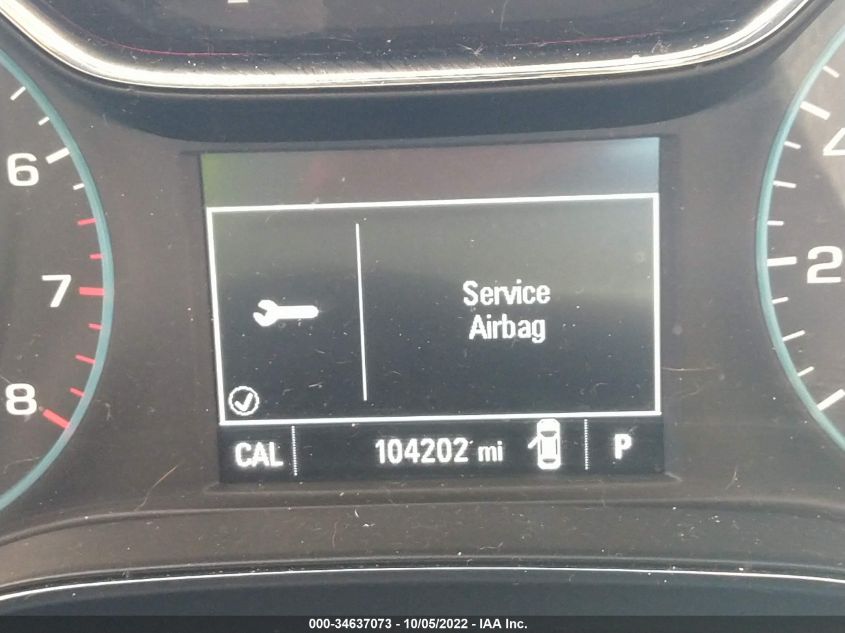 6
7
8
4
2
Service
Airbag
CAL
104202 mi
P
000-34637073 - 10/05/2022 - IAA Inc.